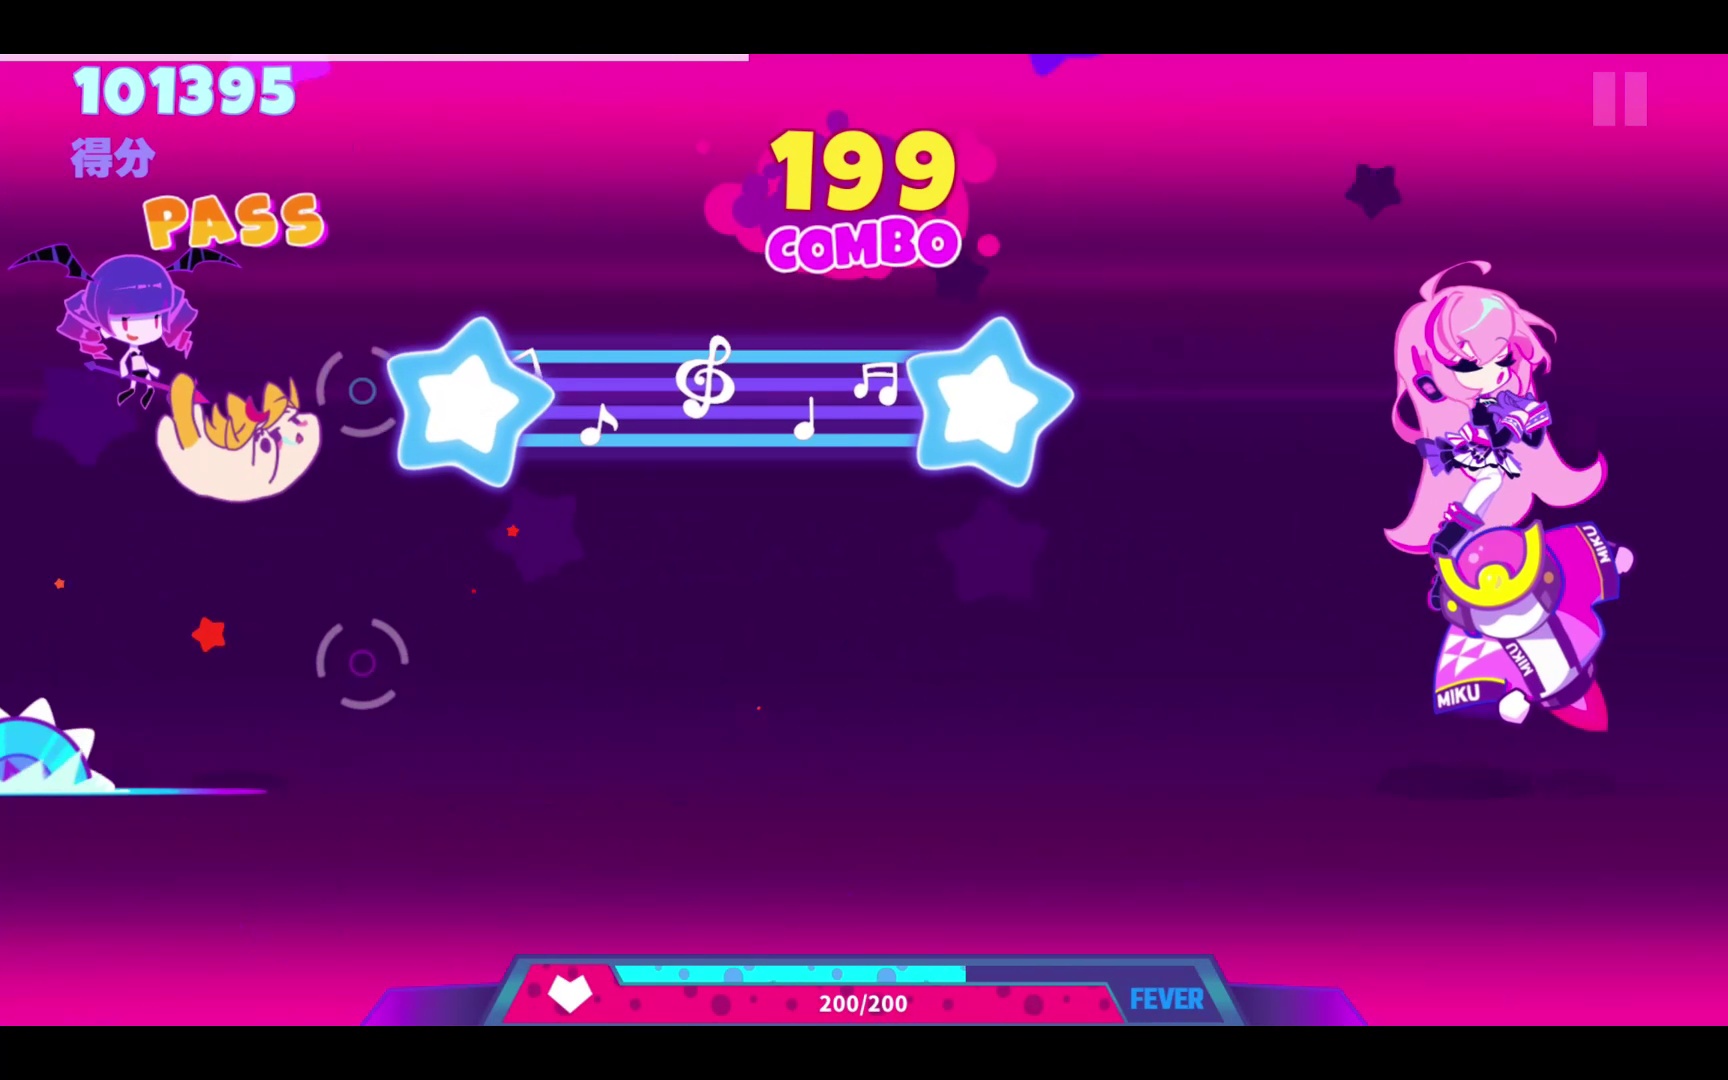 101395
得分
PASS
199
COMBO
MIKU
MIKU
MIKU
200/200
FEVER